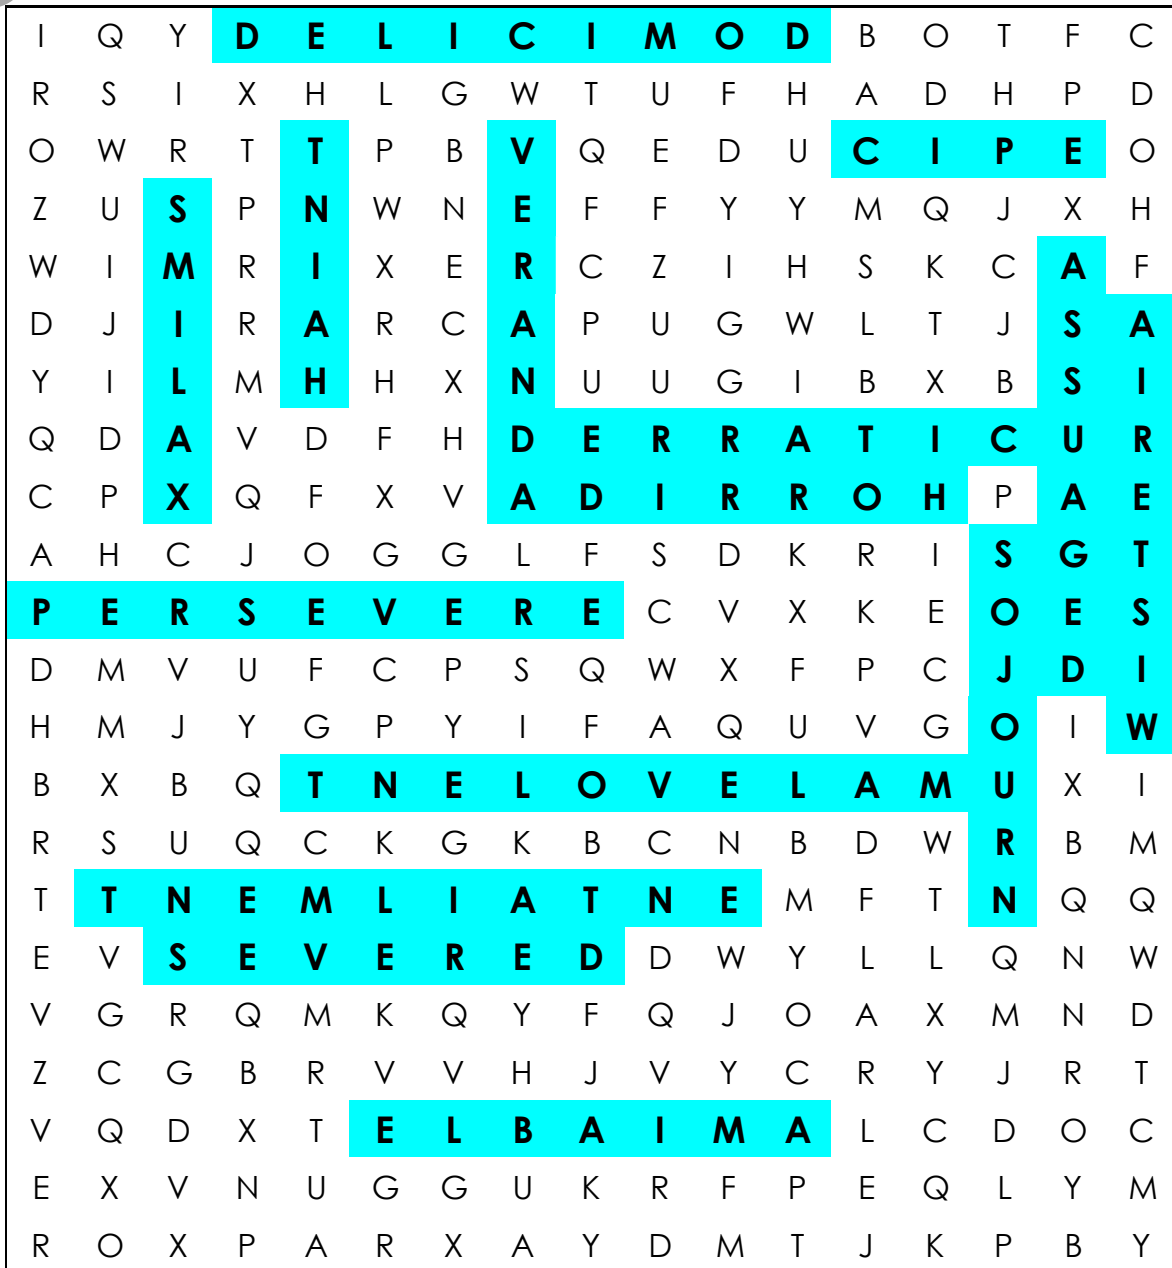 I Q Y D E L I C I M O D B O T F C
R S I X H L G W T U F H A D H P D
O W R T T P B V Q E D U C I P E O
Z U S P N W N E F F Y Y M Q J X H
W I M R I X E R C Z I H S K C A F
D J I R A R C A P U G W L T J S A
Y I L M H H X N U U G I B X B S I
Q D A V D F H D E R R A T I C U R
C P X Q F X V A D I R R O H P A E
A H C J O G G L F S D K R I S G T
P E R S E V E R E C V X K E O E S
D M V U F C P S Q W X F P C J D I
H M J Y G P Y I F A Q U V G O I W
B X B Q T N E L O V E L A M U X I
R S U Q C K G K B C N B D W R B M
T T N E M L I A T N E M F T N Q Q
E V S E V E R E D D W Y L L Q N W
V G R Q M K Q Y F Q J O A X M N D
Z C G B R V V H J V Y C R Y J R T
V Q D X T E L B A I M A L C D O C
E X V N U G G U K R F P E Q L Y M
R O X P A R X A Y D M T J K P B Y